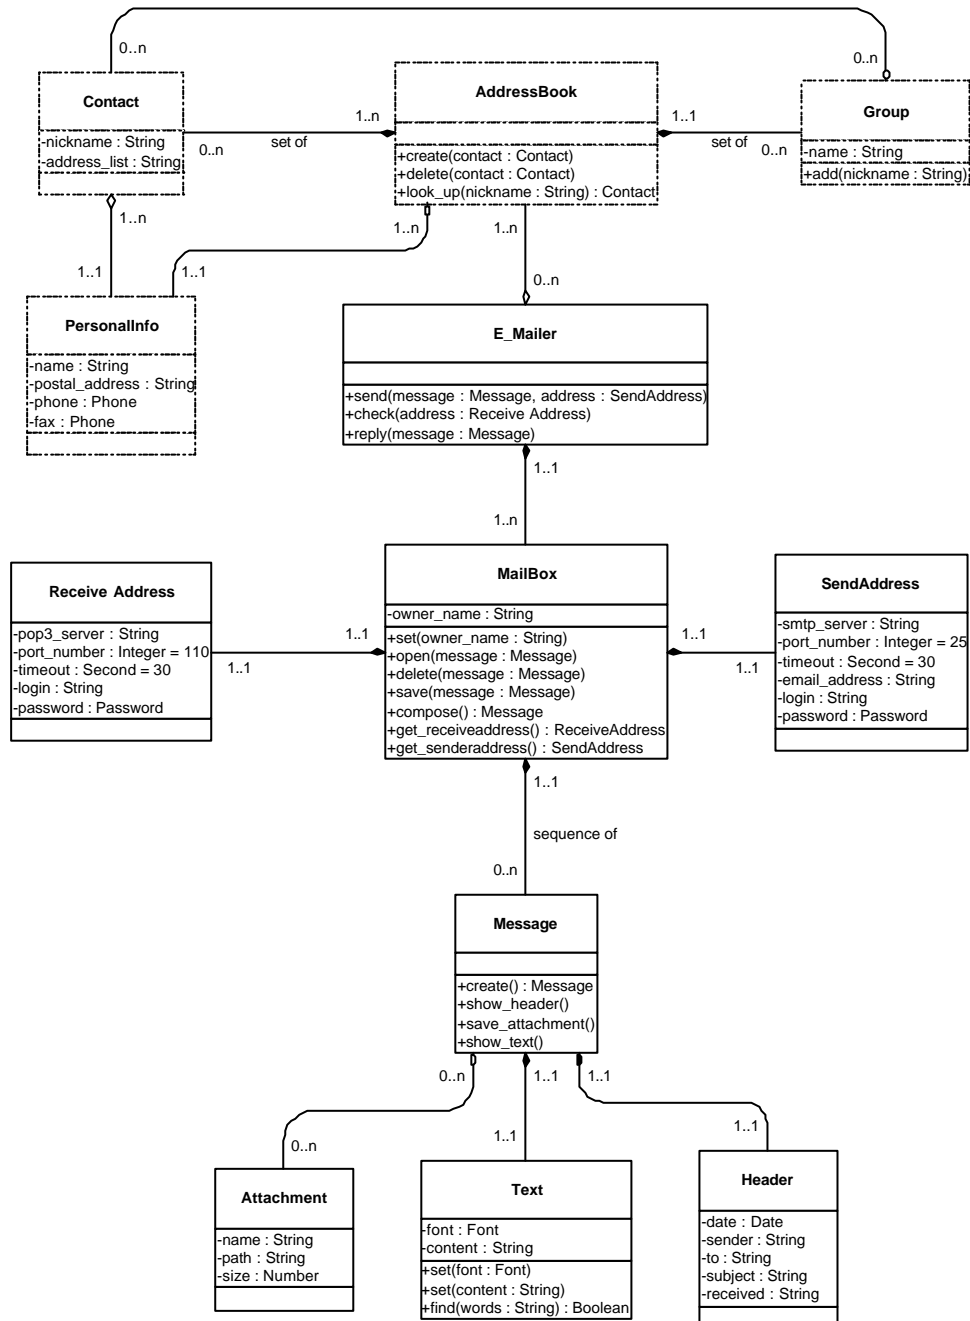 0..n
0..n
Contact
-nickname : String
-address_list : String
AddressBook
+create(contact : Contact)
+delete(contact : Contact)
+look_up(nickname : String) : Contact
Group
-name : String
+add(nickname : String)
1..n
set of
0..n
1..1
set of
0..n
1..n
1..1
1..n
1..1
1..n
0..n
PersonalInfo
-name : String
-postal_address : String
-phone : Phone
-fax : Phone
E_Mailer
+send(message : Message, address : SendAddress)
+check(address : Receive Address)
+reply(message : Message)
1..1
1..n
Receive Address
-pop3_server : String
-port_number : Integer = 110
-timeout : Second = 30
-login : String
-password : Password
1..1
1..1
MailBox
-owner_name : String
+set(owner_name : String)
+open(message : Message)
+delete(message : Message)
+save(message : Message)
+compose() : Message
+get_receiveaddress() : ReceiveAddress
+get_senderaddress() : SendAddress
1..1
1..1
SendAddress
-smtp_server : String
-port_number : Integer = 25
-timeout : Second = 30
-email_address : String
-login : String
-password : Password
1..1
sequence of
0..n
Message
+create() : Message
+show_header()
+save_attachment()
+show_text()
0..n
1..1
1..1
0..n
1..1
1..1
Attachment
-name : String
-path : String
-size : Number
Text
-font : Font
-content : String
+set(font : Font)
+set(content : String)
+find(words : String) : Boolean
Header
-date : Date
-sender : String
-to : String
-subject : String
-received : String